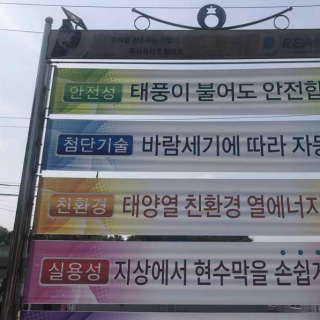 안전성 태풍이 불어도 안전합
첨단기술 바람세기에 따라 자동
친환경 태양열 친환경 열에너지
실용성 지상에서 현수막을 손쉽게